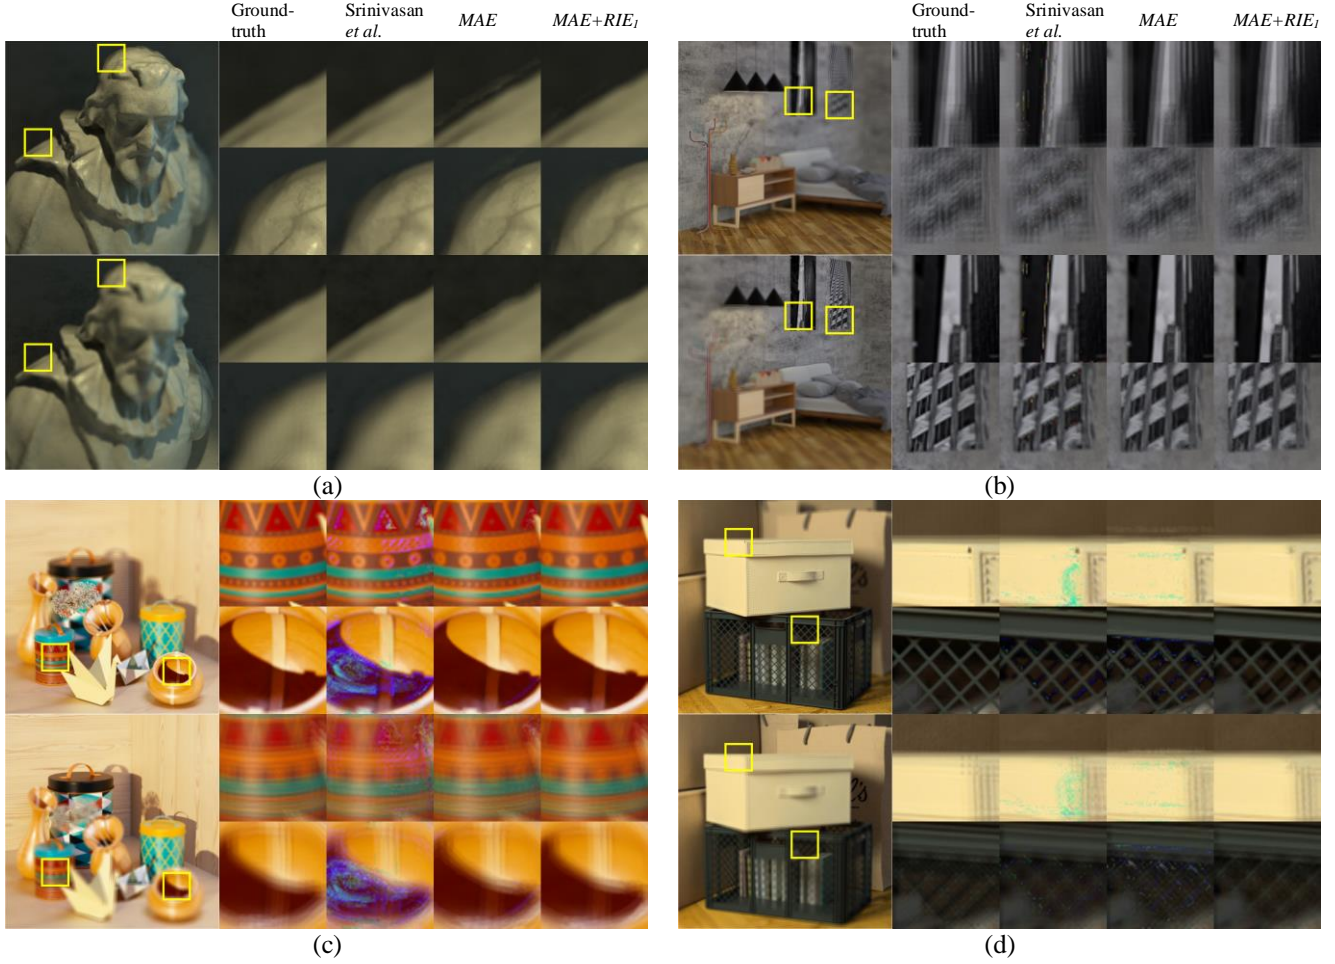 Ground-
truth
Srinivasan
et al.
MAE
MAE+RIE₁
Ground-
truth
Srinivasan
et al.
MAE
MAE+RIE₁
(a)
(b)
(c)
(d)